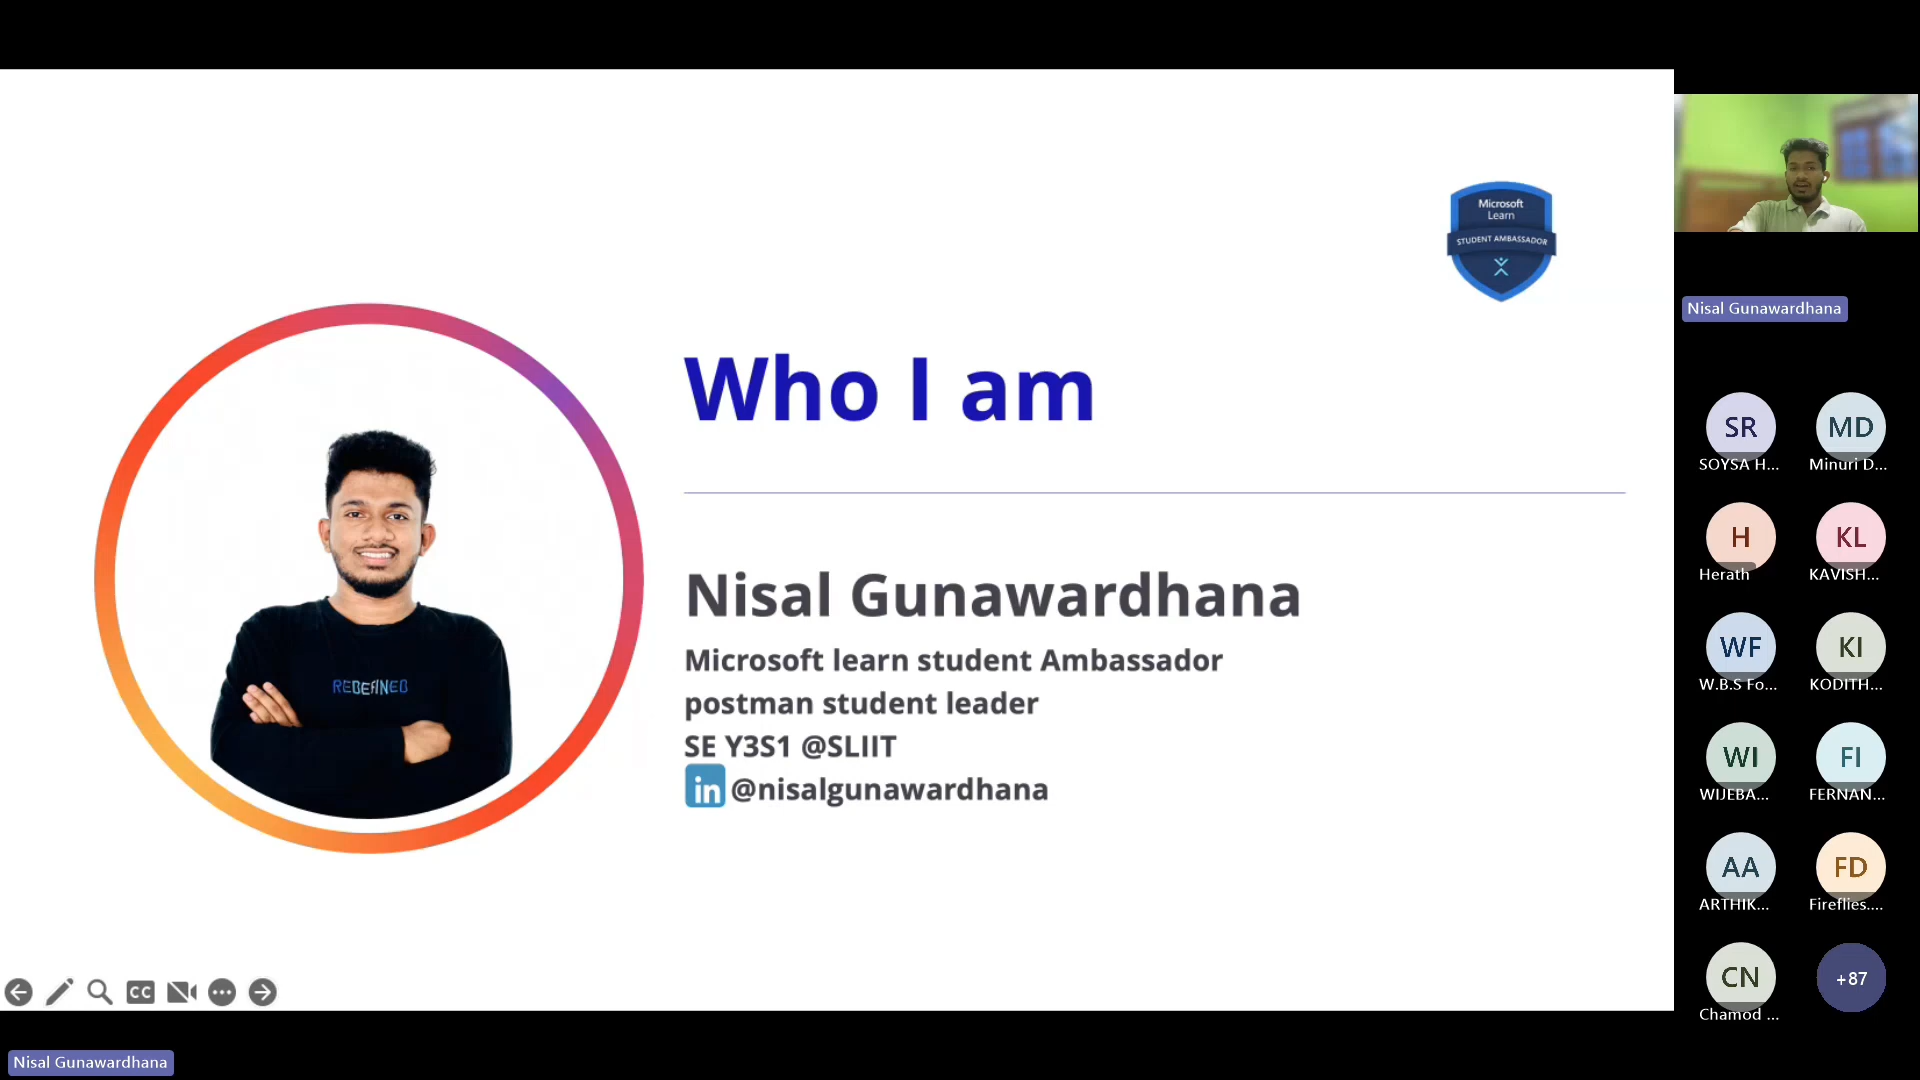 Microsoft
Learn
STUDENT AMBASSADOR
Who I am
Nisal Gunawardhana
Microsoft learn student Ambassador
postman student leader
SE Y3S1 @SLIIT
in @nisalgunawardhana
REDEFINED
CC
Nisal Gunawardhana
Nisal Gunawardhana
SR MD
SOYSA H... Minuri D...
H KL
Herath KAVISH...
WF KI
W.B.S Fo... KODITH...
WI FI
WIJEBA... FERNAN...
AA FD
ARTHIK... Fireflies....
CN +87
Chamod ...